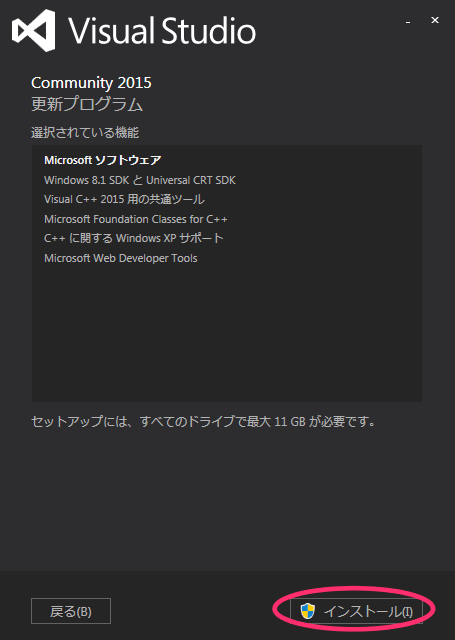 Visual Studio
Community 2015
更新プログラム
選択されている機能
Microsoft ソフトウェア
Windows 8.1 SDK と Universal CRT SDK
Visual C++ 2015 用の共通ツール
Microsoft Foundation Classes for C++
C++ に関する Windows XP サポート
Microsoft Web Developer Tools
セットアップには、すべてのドライブで最大 11 GB が必要です。
戻る(B)
インストール(I)